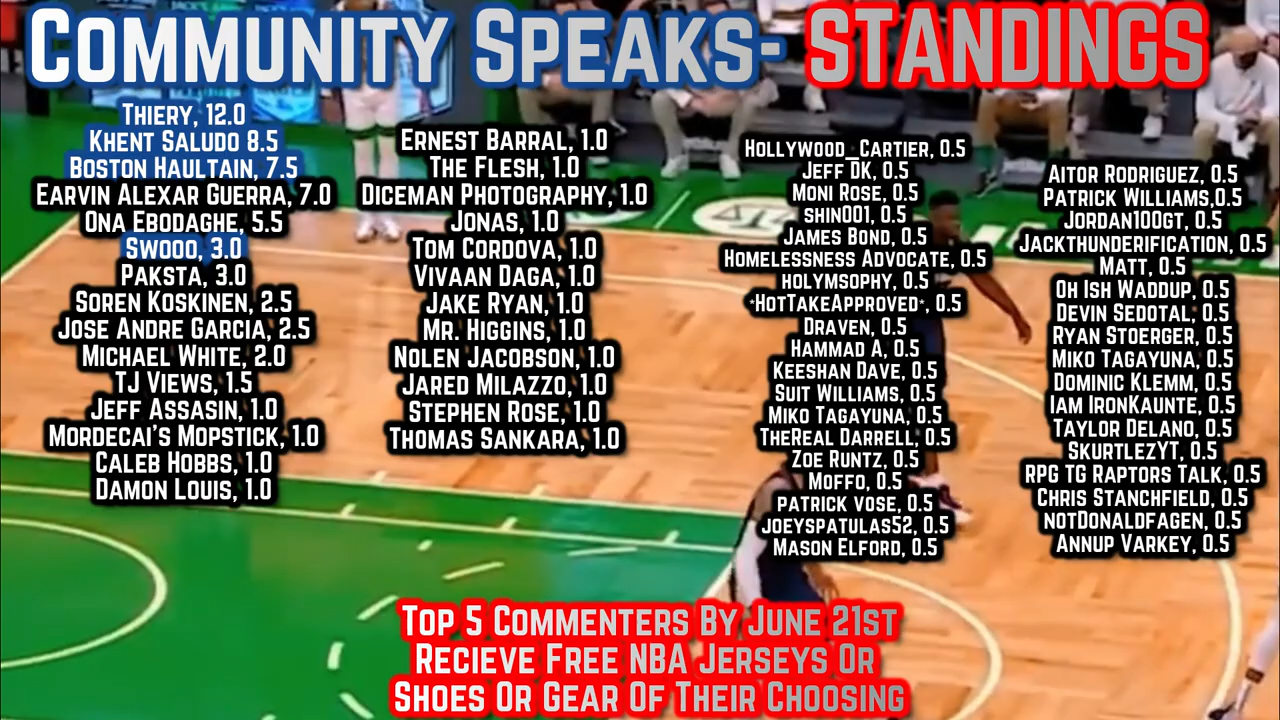 Community Speaks- STANDINGS
Thiery, 12.0
Khent Saludo 8.5
Boston Haultain, 7.5
Earvin Alexar Guerra, 7.0
Ona Ebodaghe, 5.5
Swooo, 3.0
Paksta, 3.0
Soren Koskinen, 2.5
Jose Andre Garcia, 2.5
Michael White, 2.0
TJ Views, 1.5
Jeff Assasin, 1.0
Mordecai's Mopstick, 1.0
Caleb Hobbs, 1.0
Damon Louis, 1.0
Ernest Barral, 1.0
The Flesh, 1.0
Diceman Photography, 1.0
Jonas, 1.0
Tom Cordova, 1.0
Vivaan Daga, 1.0
Jake Ryan, 1.0
Mr. Higgins, 1.0
Nolen Jacobson, 1.0
Jared Milazzo, 1.0
Stephen Rose, 1.0
Thomas Sankara, 1.0
Hollywood_Cartier, 0.5
Jeff DK, 0.5
Moni Rose, 0.5
shin001, 0.5
James Bond, 0.5
Homelessness Advocate, 0.5
holymsophy, 0.5
*HotTakeApproved*, 0.5
Draven, 0.5
Hammad A, 0.5
Keeshan Dave, 0.5
Suit Williams, 0.5
Miko Tagayuna, 0.5
TheReal Darrell, 0.5
Zoe Runtz, 0.5
Moffo, 0.5
patrick vose, 0.5
joeyspatulas52, 0.5
Mason Elford, 0.5
Aitor Rodriguez, 0.5
Patrick Williams,0.5
Jordan100gt, 0.5
Jackthunderification, 0.5
Matt, 0.5
Oh Ish Waddup, 0.5
Devin Sedotal, 0.5
Ryan Stoerger, 0.5
Miko Tagayuna, 0.5
Dominic Klemm, 0.5
Iam IronKaunte, 0.5
Taylor Delano, 0.5
SkurtlezYT, 0.5
RPG TG Raptors Talk, 0.5
Chris Stanchfield, 0.5
notDonaldfagen, 0.5
Annup Varkey, 0.5
Top 5 Commenters By June 21st
Recieve Free NBA Jerseys Or
Shoes Or Gear Of Their Choosing